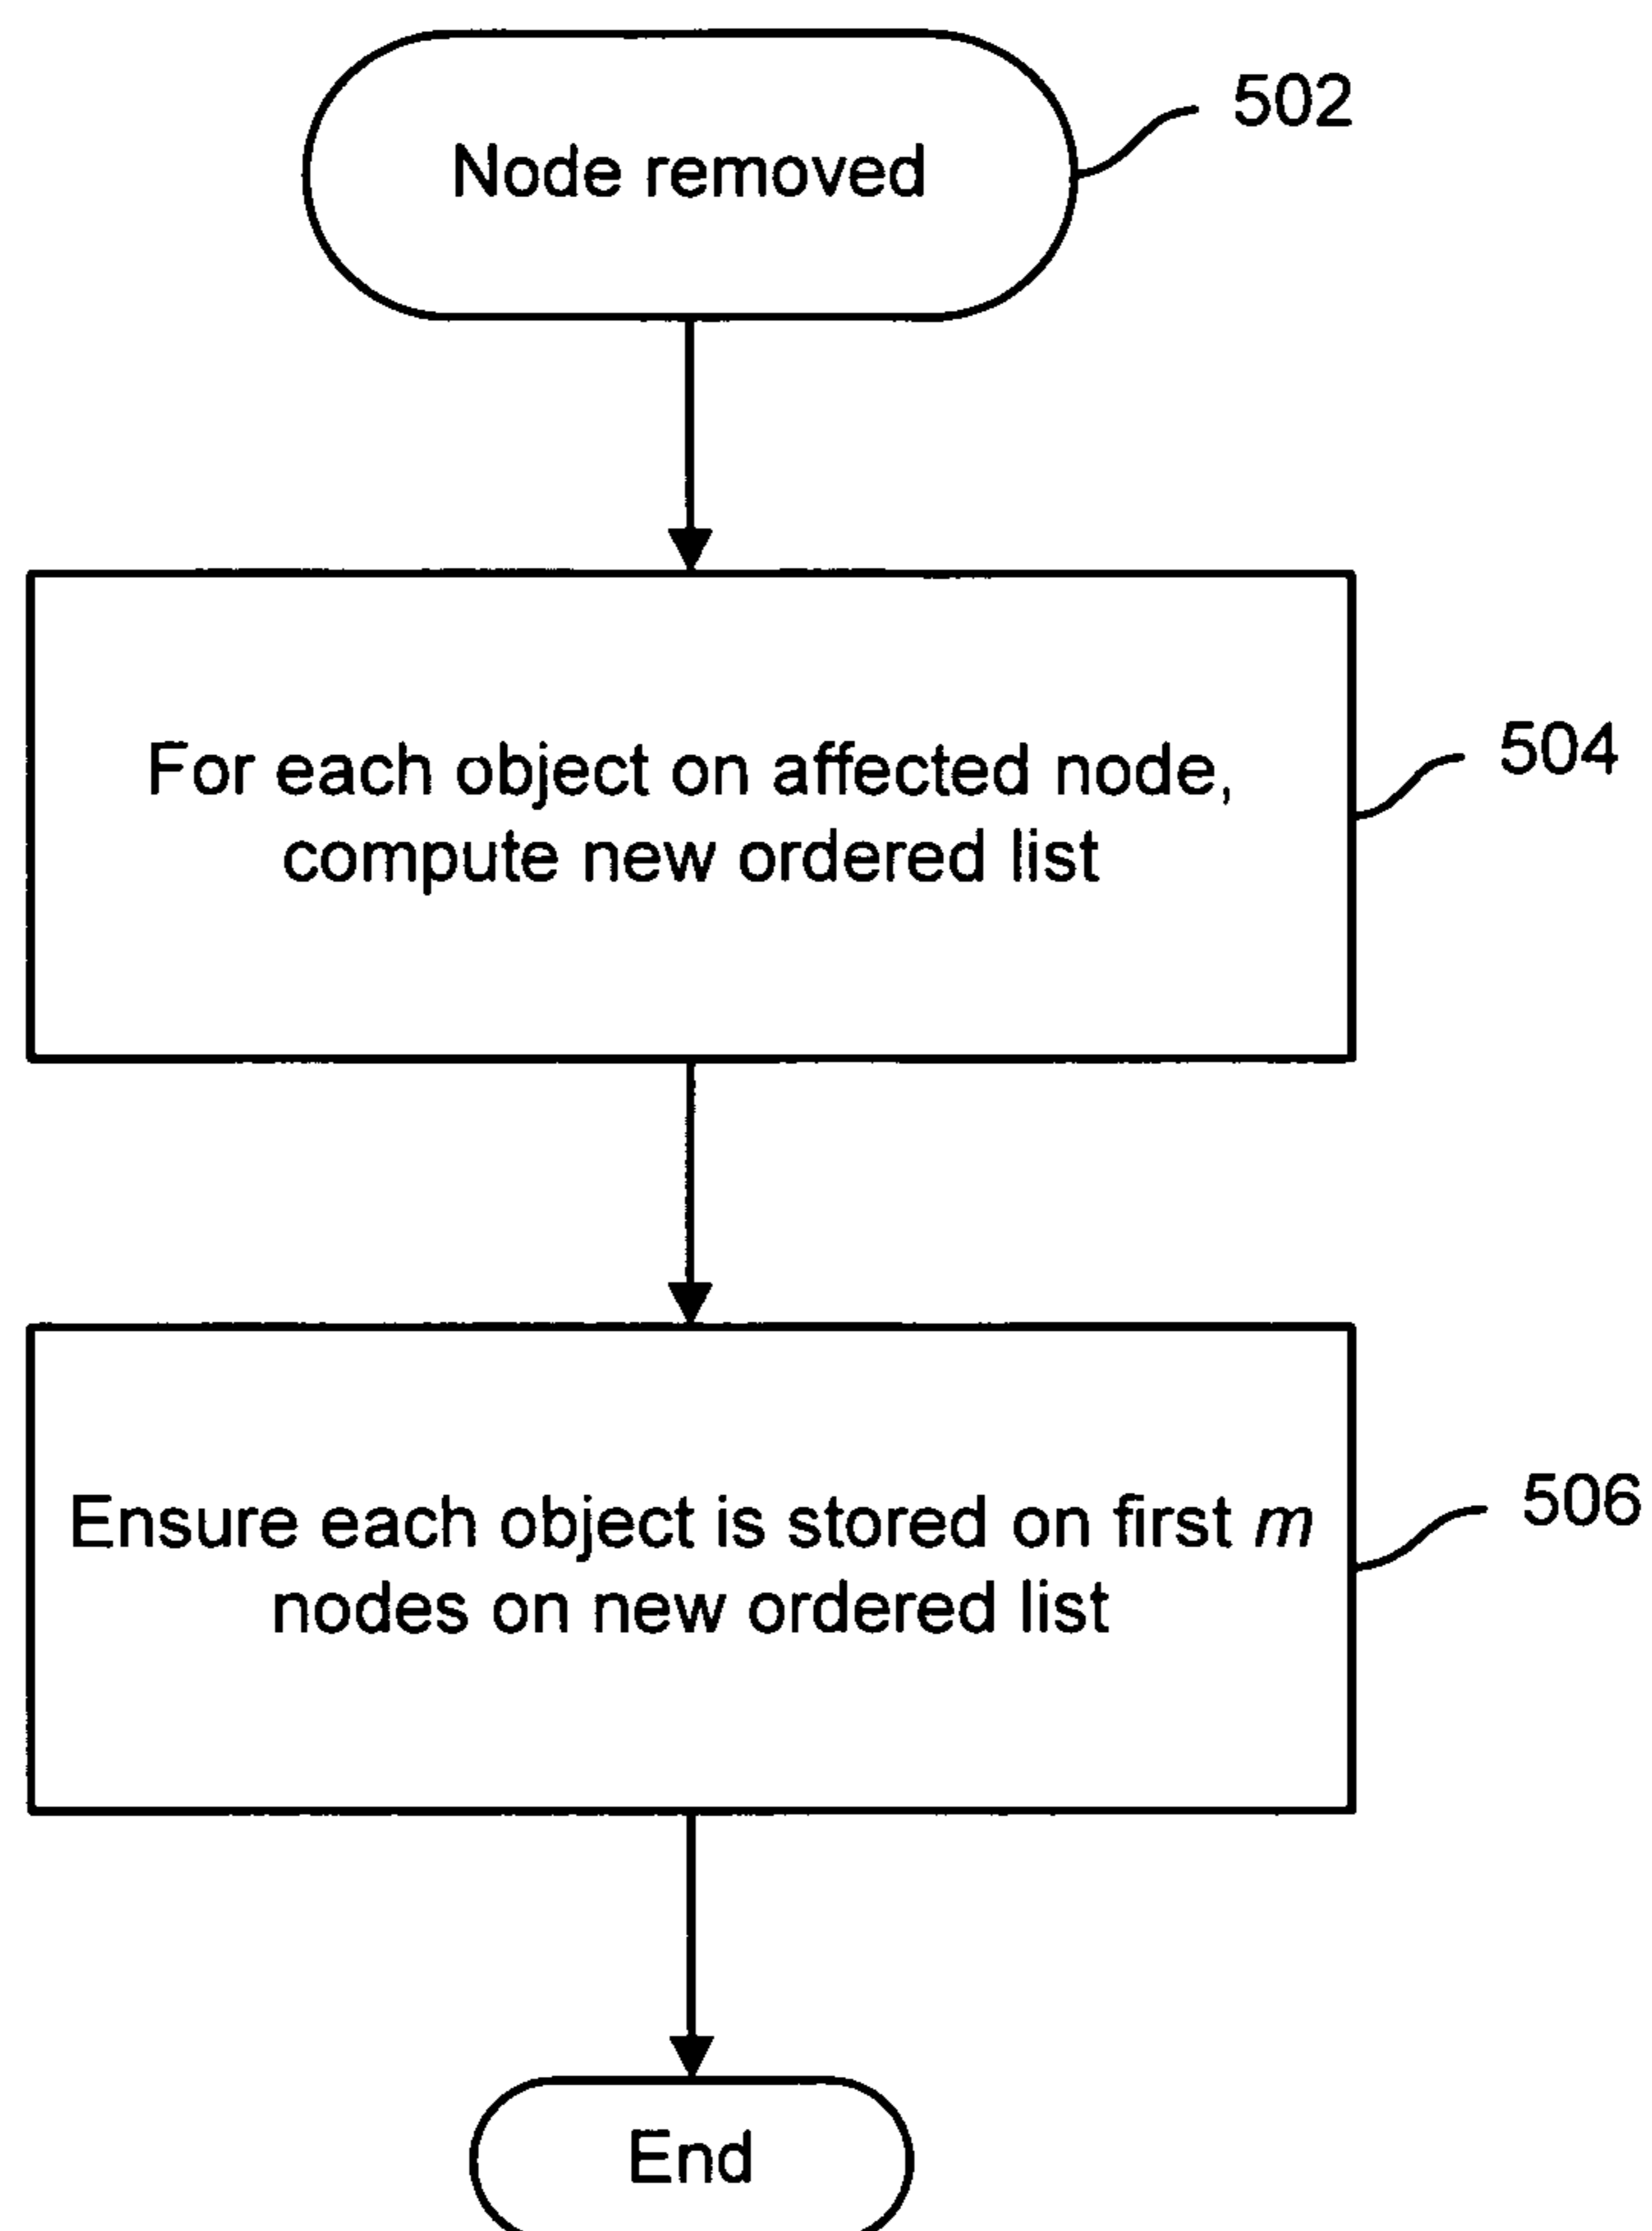 Node removed
502
For each object on affected node,
compute new ordered list
504
Ensure each object is stored on first m
nodes on new ordered list
506
End